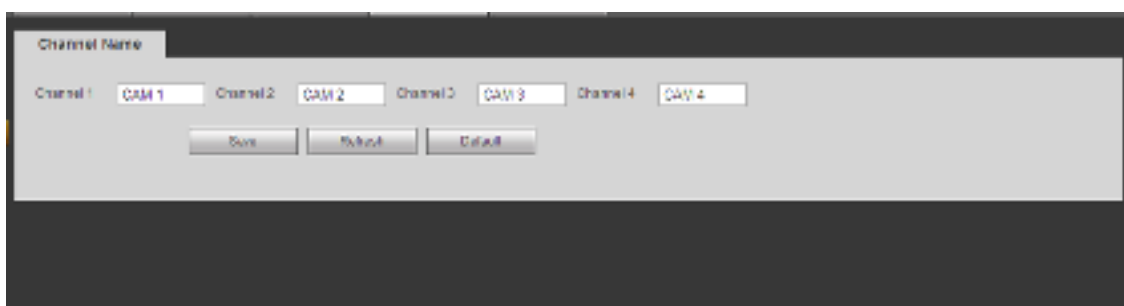 Channel Name
Channel 1 CAM 1 Channel 2 CAM 2 Channel 3 CAM 3 Channel 4 CAM 4
Save Refresh Default